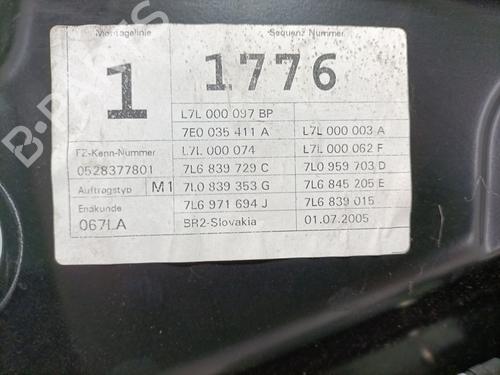 Montagelinie Sequenz Nummer
1 1776
L7L 000 097 BP
7E0 035 411 A L7L 000 003 A
FZ-Kenn-Nummer L7L 000 074 L7L 000 062 F
0528377801 7L6 839 729 C 7L0 959 703 D
Auftragstyp M1 7L0 839 353 G 7L6 845 205 E
Endkunde 7L6 971 694 J 7L6 839 015
067LA BR2-Slovakia 01.07.2005
B-PARTS